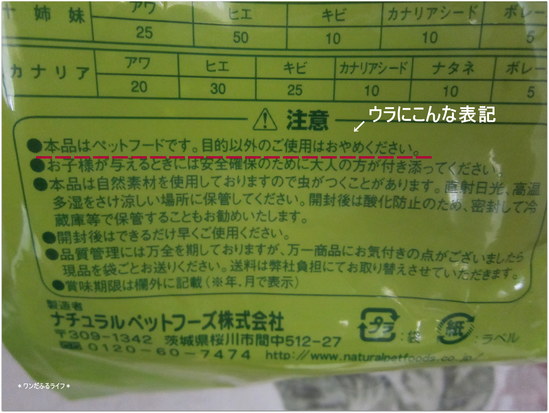 十姉妹
アワ ヒエ キビ カナリアシード ボレー
25 50 10 10 5
カナリア
アワ ヒエ キビ カナリアシード ナタネ ボレー
20 30 25 10 10 5
注意
ウラにこんな表記
●本品はペットフードです。目的以外のご使用はおやめください。
●お子様が与えるときには安全確保のために大人の方が付き添ってください。
●本品は自然素材を使用しておりますので虫がつくことがあります。直射日光、高温
多湿をさけ涼しい場所に保管してください。開封後は酸化防止のため、密封して冷
蔵庫等で保管することもお勧めいたします。
●開封後はできるだけ早くご使用ください。
●品質管理には万全を期しておりますが、万一商品にお気付きの点がございましたら
現品を袋ごとお送りください。送料は弊社負担にてお取替えさせていただきます。
●賞味期限は欄外に記載(※年、月で表示)
製造者
ナチュラルペットフーズ株式会社
〒309-1342 茨城県桜川市間中512-27
0120-60-7474 http://www.naturalpetfoods.co.jp/
プラ :袋 紙 :ラベル
*ワンだふるライフ*